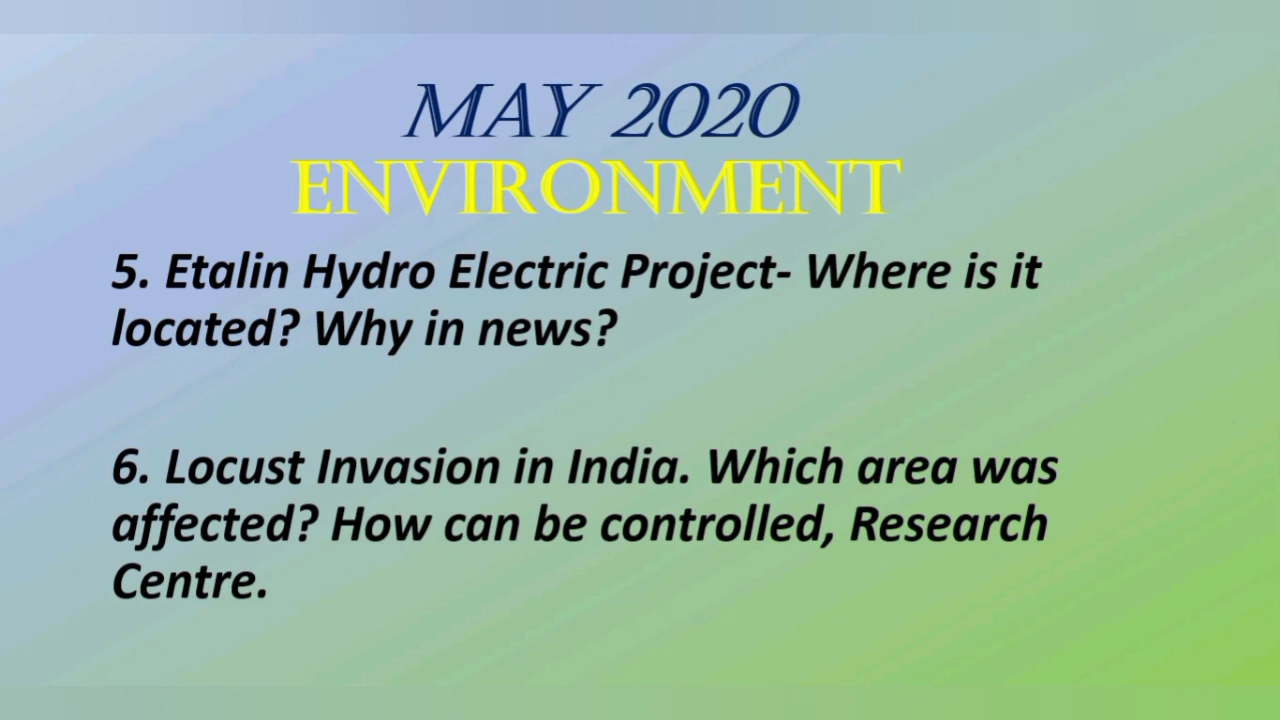 MAY 2020
ENVIRONMENT
5. Etalin Hydro Electric Project- Where is it
located? Why in news?
6. Locust Invasion in India. Which area was
affected? How can be controlled, Research
Centre.